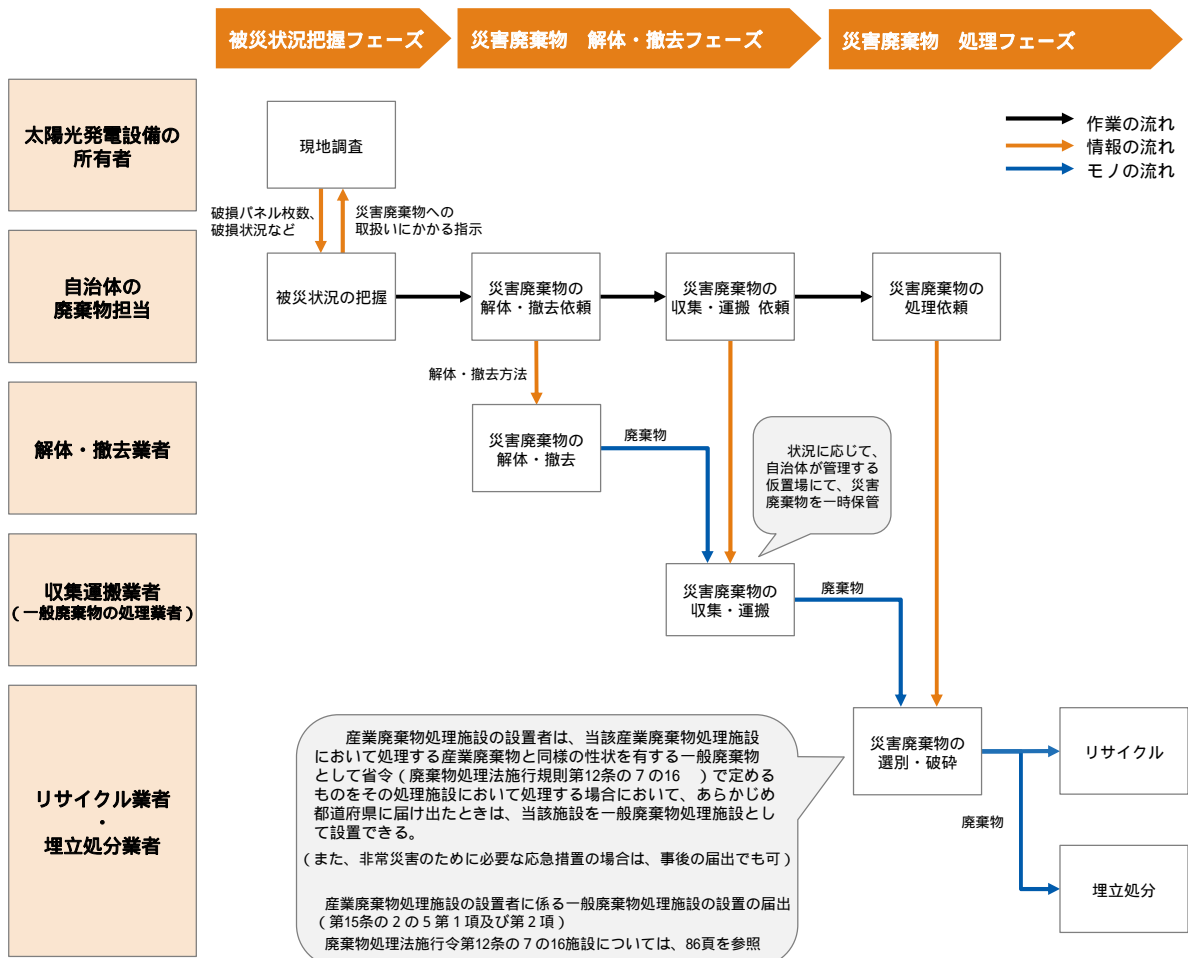 被災状況把握フェーズ
災害廃棄物　解体・撤去フェーズ
災害廃棄物　処理フェーズ
作業の流れ
情報の流れ
モノの流れ
太陽光発電設備の
所有者
現地調査
破損パネル枚数、
破損状況など
災害廃棄物への
取扱いにかかる指示
自治体の
廃棄物担当
被災状況の把握
災害廃棄物の
解体・撤去依頼
災害廃棄物の
収集・運搬 依頼
災害廃棄物の
処理依頼
解体・撤去方法
解体・撤去業者
災害廃棄物の
解体・撤去
廃棄物
状況に応じて、
自治体が管理する
仮置場にて、災害
廃棄物を一時保管
収集運搬業者
（一般廃棄物の処理業者）
災害廃棄物の
収集・運搬
廃棄物
リサイクル業者
・
埋立処分業者
産業廃棄物処理施設の設置者は、当該産業廃棄物処理施設
において処理する産業廃棄物と同様の性状を有する一般廃棄物
として省令（廃棄物処理法施行規則第12条の７の16　）で定める
ものをその処理施設において処理する場合において、あらかじめ
都道府県に届け出たときは、当該施設を一般廃棄物処理施設とし
て設置できる。
（また、非常災害のために必要な応急措置の場合は、事後の届出でも可）
産業廃棄物処理施設の設置者に係る一般廃棄物処理施設の設置の届出
（第15条の２の５第１項及び第２項）
廃棄物処理法施行令第12条の７の16施設については、86頁を参照
災害廃棄物の
選別・破砕
リサイクル
廃棄物
埋立処分